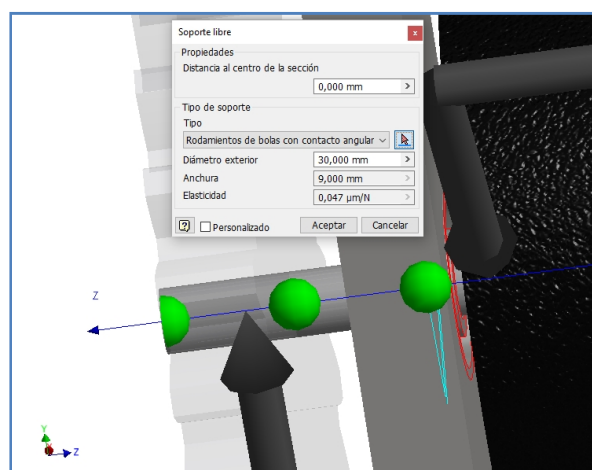 Soporte libre
x
Propiedades
Distancia al centro de la sección
0,000 mm >
Tipo de soporte
Tipo
Rodamientos de bolas con contacto angular
Diámetro exterior 30,000 mm >
Anchura 9,000 mm >
Elasticidad 0,047 µm/N >
? Personalizado Aceptar Cancelar
Z
Y
X Z